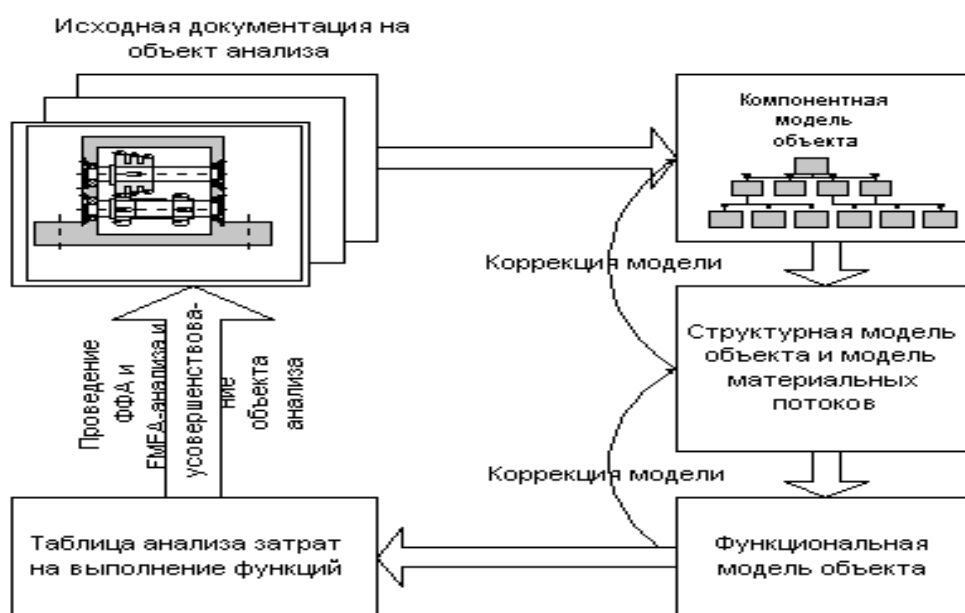 Исходная документация на
объект анализа
Компонентная
модель
объекта
Коррекция модели
Структурная модель
объекта и модель
материальных
потоков
Проведение
ФФА и
FMEA-анализа и
усовершенствова-
ние
объекта
анализа
Коррекция модели
Таблица анализа затрат
на выполнение функций
Функциональная
модель объекта